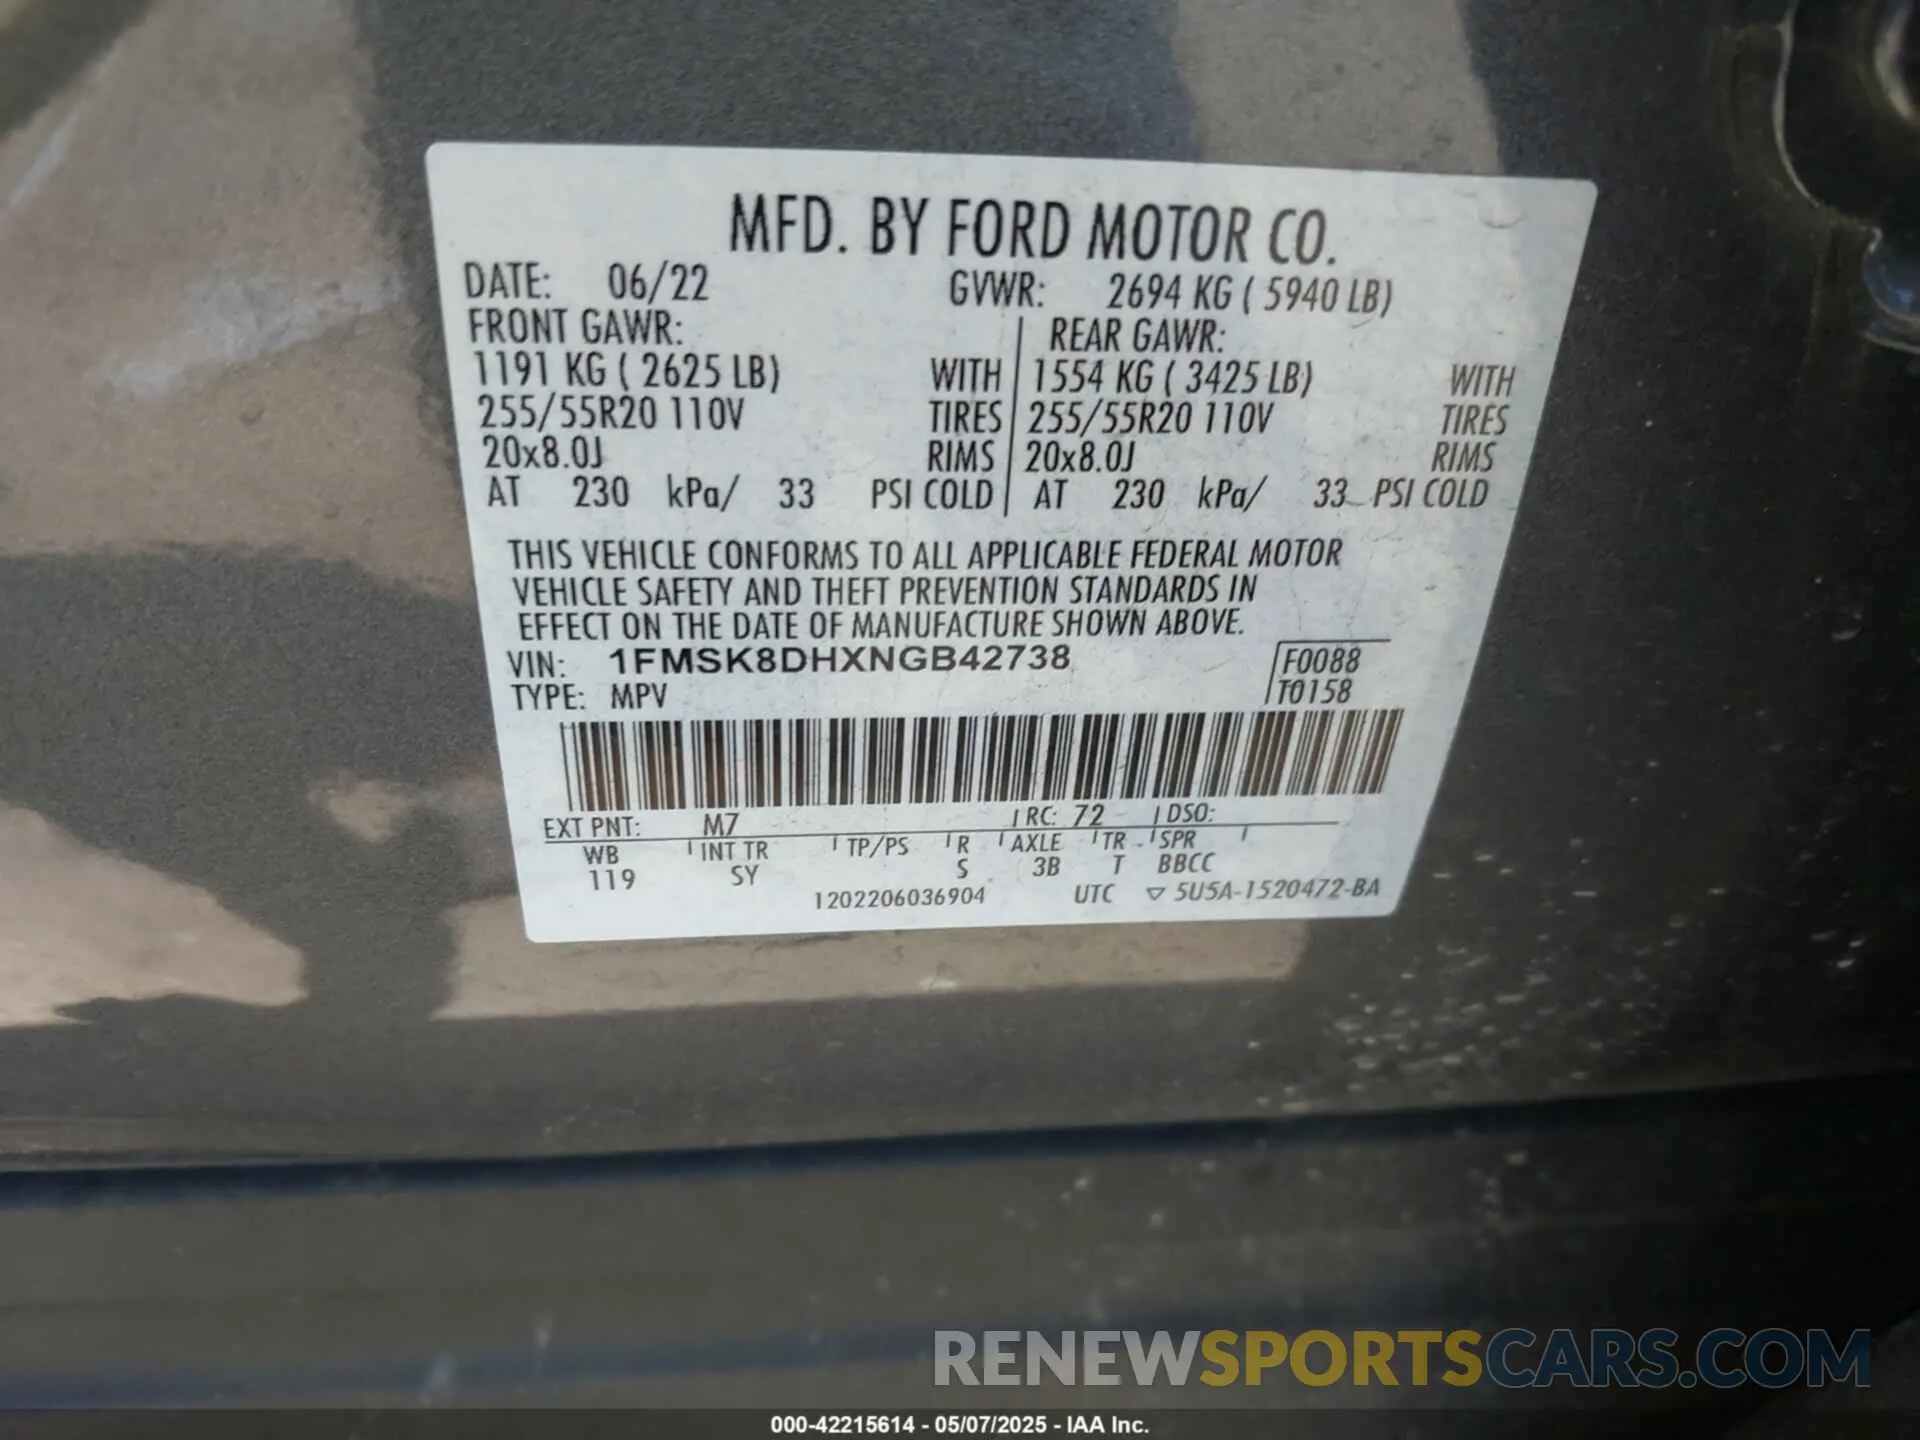 MFD. BY FORD MOTOR CO.
DATE: 06/22 GVWR: 2694 KG ( 5940 LB)
FRONT GAWR: REAR GAWR:
1191 KG ( 2625 LB) WITH 1554 KG ( 3425 LB) WITH
255/55R20 110V TIRES 255/55R20 110V TIRES
20x8.0J RIMS 20x8.0J RIMS
AT 230 kPa/ 33 PSI COLD AT 230 kPa/ 33 PSI COLD
THIS VEHICLE CONFORMS TO ALL APPLICABLE FEDERAL MOTOR
VEHICLE SAFETY AND THEFT PREVENTION STANDARDS IN
EFFECT ON THE DATE OF MANUFACTURE SHOWN ABOVE.
VIN: 1FMSK8DHXNGB42738 F0088
TYPE: MPV T0158
EXT PNT: M7 RC: 72 DSO:
WB INT TR TP/PS R AXLE TR SPR
119 SY S 3B T BBCC
1202206036904 UTC ▽ 5U5A-1520472-BA
RENEWSPORTSCARS.COM
000-42215614 - 05/07/2025 - IAA Inc.